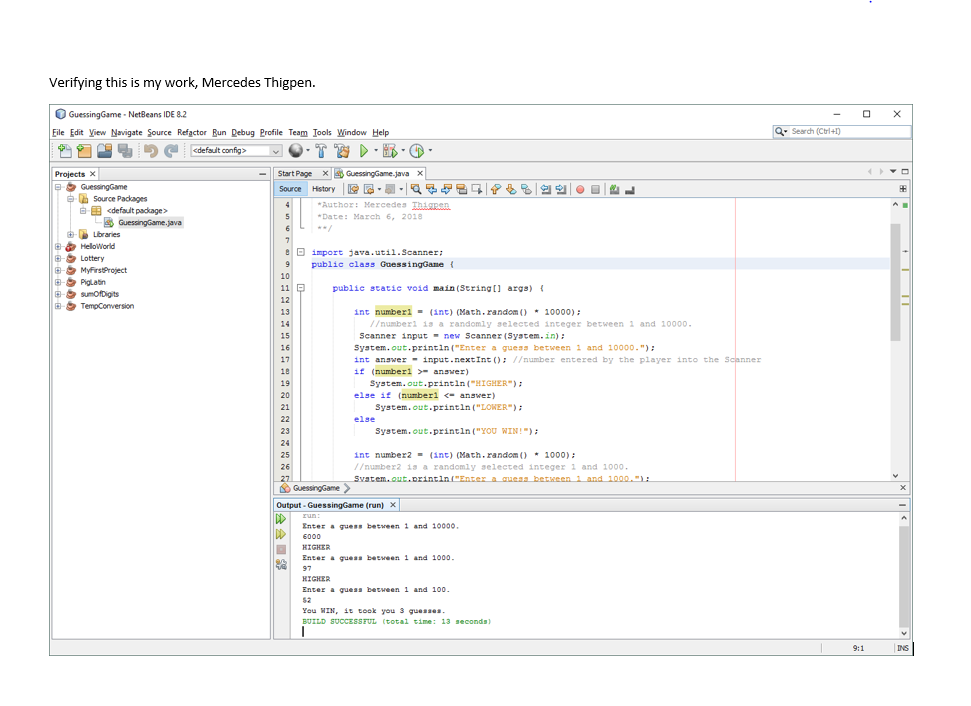 Verifying this is my work, Mercedes Thigpen.
GuessingGame - NetBeans IDE 8.2
File Edit View Navigate Source Refactor Run Debug Profile Team Tools Window Help
Search (Ctrl+I)
<default config>
Projects
GuessingGame
Source Packages
<default package>
GuessingGame.java
Libraries
HelloWorld
Lottery
MyFirstProject
PigLatin
sumOfDigits
TempConversion
Start Page GuessingGame.java
Source History
4 *Author: Mercedes Thigpen
5 *Date: March 6, 2018
6 **/
7
8 import java.util.Scanner;
9 public class GuessingGame {
10
11 public static void main(String[] args) {
12
13 int number1 = (int)(Math.random() * 10000);
14 //number1 is a randomly selected integer between 1 and 10000.
15 Scanner input = new Scanner(System.in);
16 System.out.println("Enter a guess between 1 and 10000.");
17 int answer = input.nextInt(); //number entered by the player into the Scanner
18 if (number1 >= answer)
19 System.out.println("HIGHER");
20 else if (number1 <= answer)
21 System.out.println("LOWER");
22 else
23 System.out.println("YOU WIN!");
24
25 int number2 = (int)(Math.random() * 1000);
26 //number2 is a randomly selected integer 1 and 1000.
27 System.out.println("Enter a guess between 1 and 1000.");
GuessingGame
Output - GuessingGame (run)
run:
Enter a guess between 1 and 10000.
6000
HIGHER
Enter a guess between 1 and 1000.
97
HIGHER
Enter a guess between 1 and 100.
52
You WIN, it took you 3 guesses.
BUILD SUCCESSFUL (total time: 13 seconds)
9:1 INS